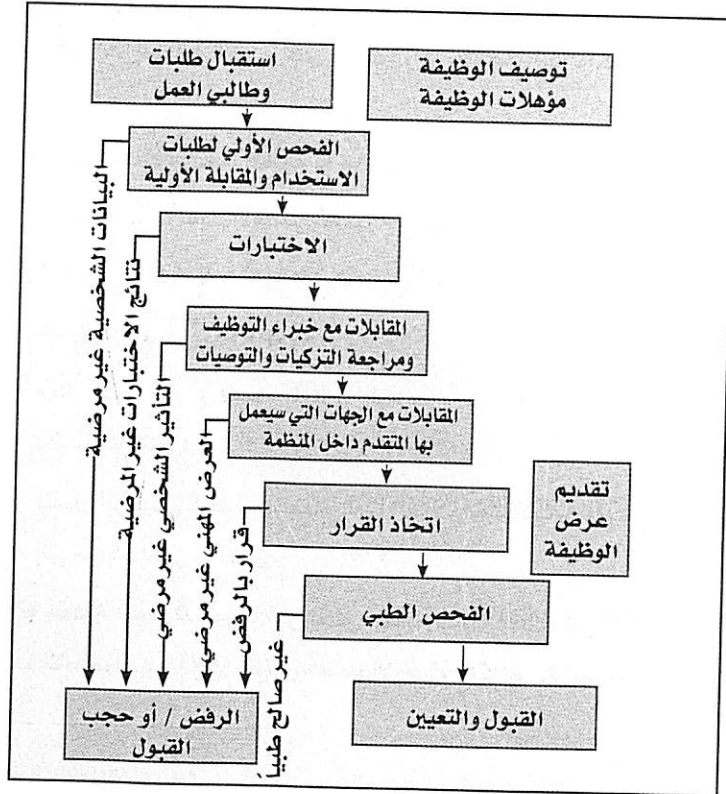 استقبال طلبات
وطالبي العمل
توصيف الوظيفة
مؤهلات الوظيفة
الفحص الأولي لطلبات
الاستخدام والمقابلة الأولية
الاختبارات
المقابلات مع خبراء التوظيف
ومراجعة التزكيات والتوصيات
المقابلات مع الجهات التي سيعمل
بها المتقدم داخل المنظمة
اتخاذ القرار
تقديم
عرض
الوظيفة
الفحص الطبي
القبول والتعيين
الرفض / أو حجب
القبول
البيانات الشخصية غير مرضية
نتائج الاختبارات غير المرضية
التأثير الشخصي غير مرضي
العرض المهني غير مرضي
قرار بالرفض
غير صالح طبياً